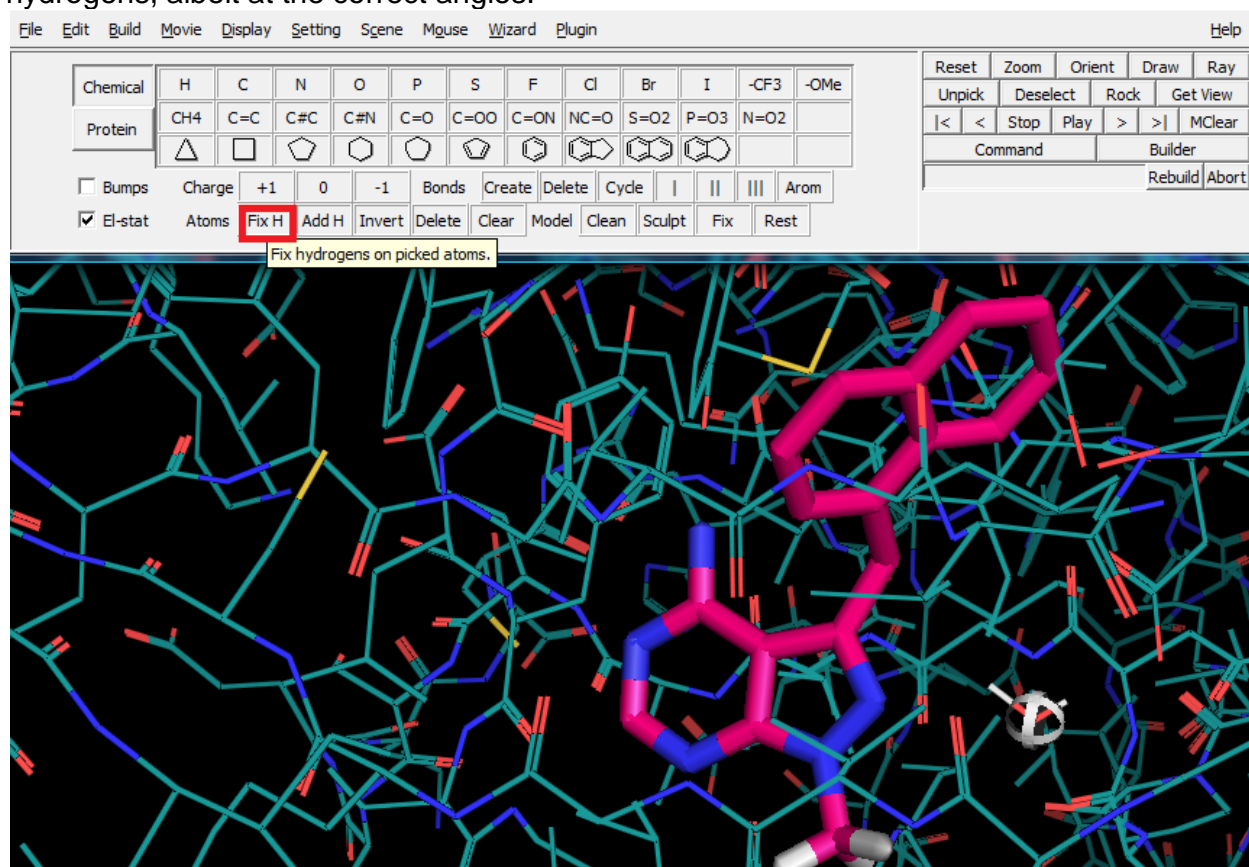 hydrogens, albeit at the correct angles.
File Edit Build Movie Display Setting Scene Mouse Wizard Plugin Help
Chemical H C N O P S F Cl Br I -CF3 -OMe
Protein CH4 C=C C#C C#N C=O C=OO C=ON NC=O S=O2 P=O3 N=O2
Bumps Charge +1 0 -1 Bonds Create Delete Cycle | || ||| Arom
El-stat Atoms Fix H Add H Invert Delete Clear Model Clean Sculpt Fix Rest
Fix hydrogens on picked atoms.
Reset Zoom Orient Draw Ray
Unpick Deselect Rock Get View
|< < Stop Play > >| MClear
Command Builder
Rebuild Abort